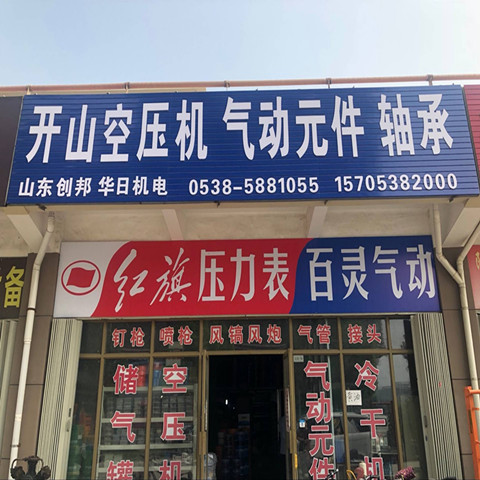 开山空压机 气动元件 轴承
山东创邦 华日机电 0538-5881055 15705382000
红旗压力表 百灵气动
备
钉枪 喷枪 风镐风炮 气管 接头
储气罐
空压机
气动元件
冷干机